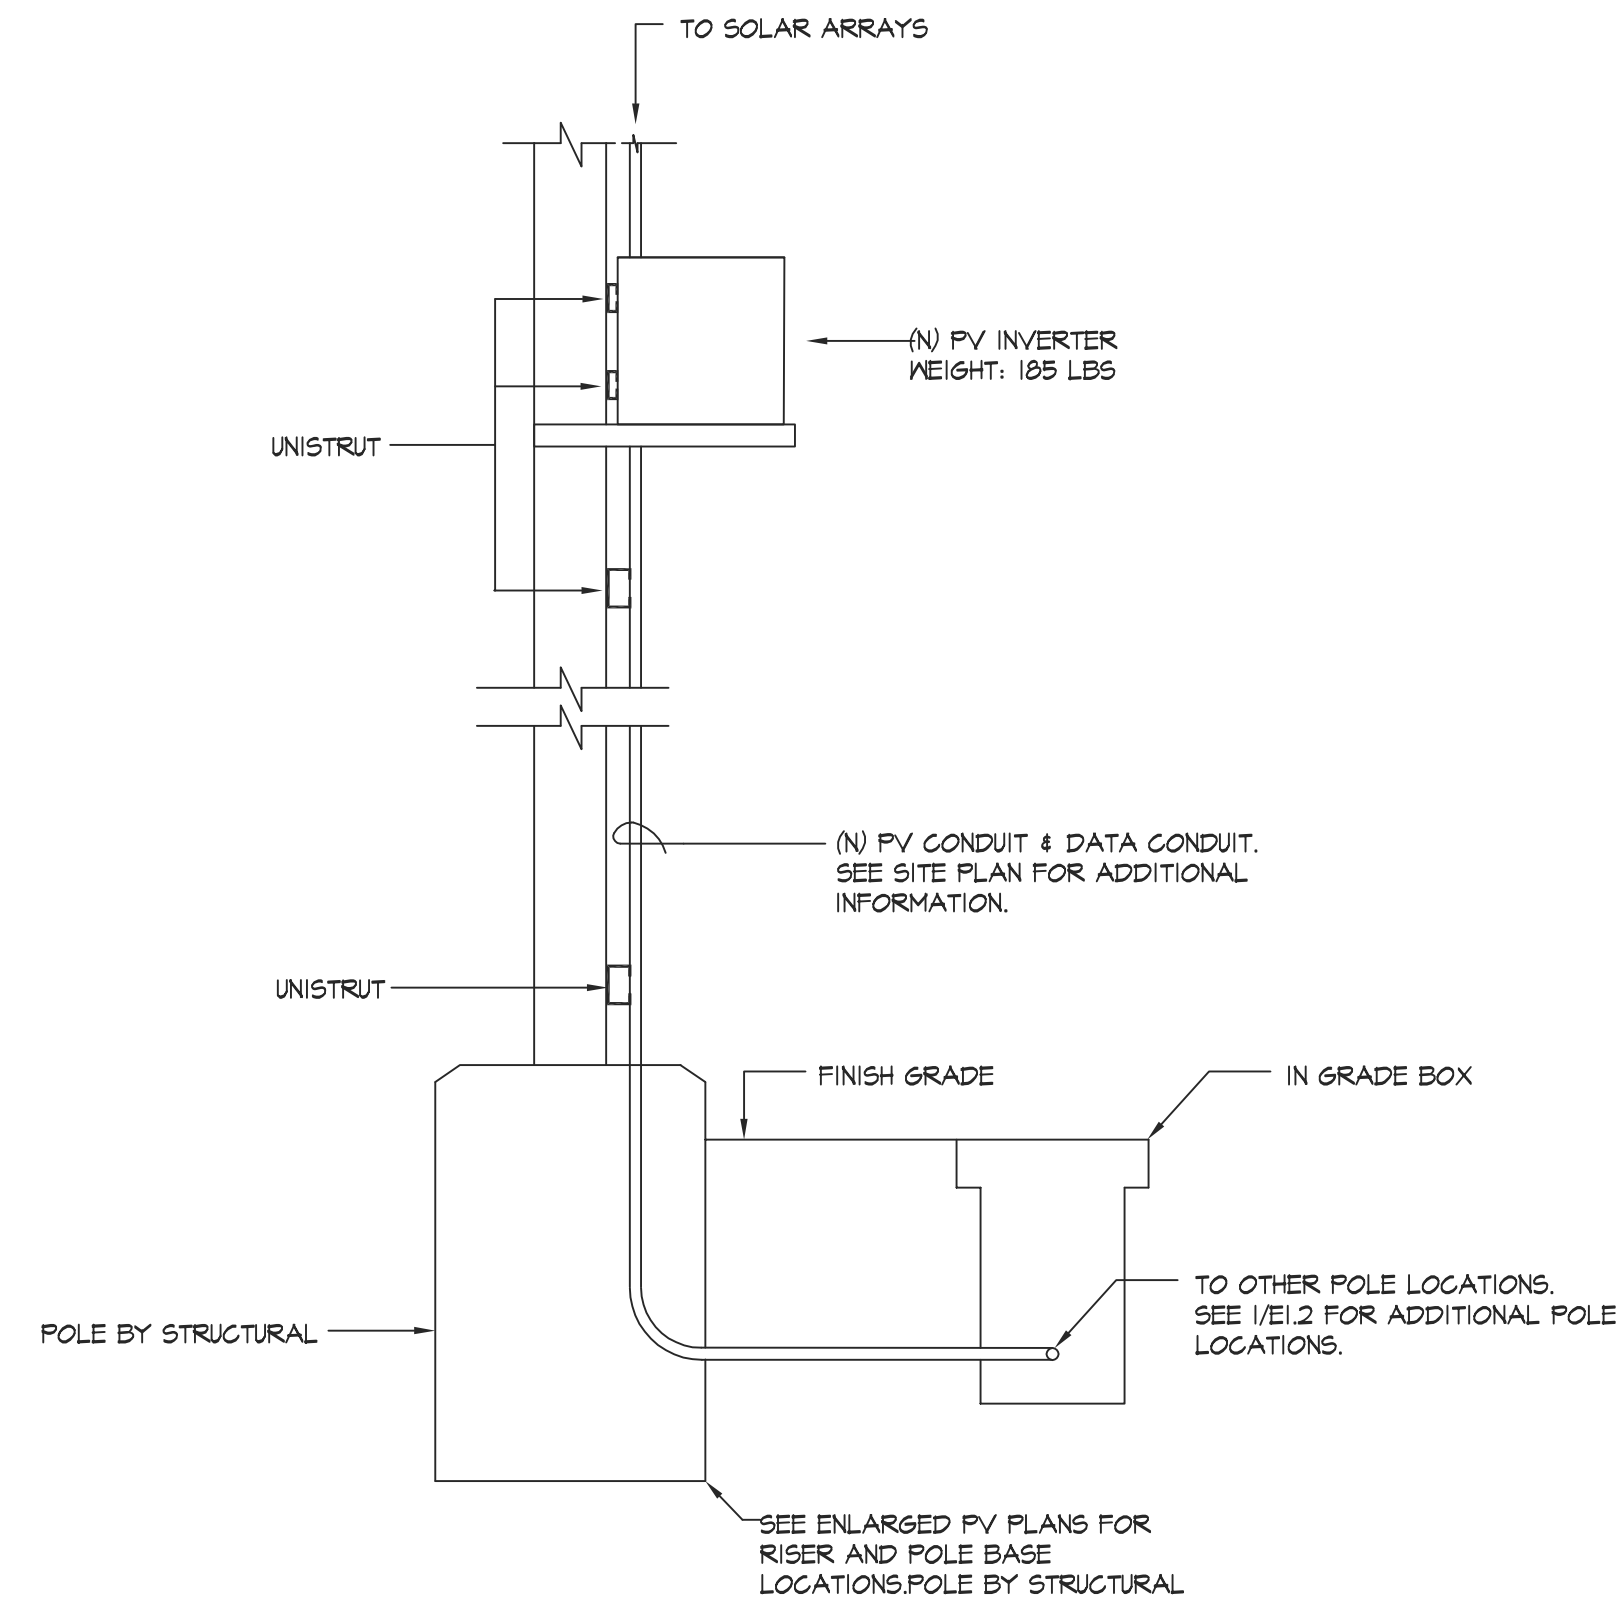 TO SOLAR ARRAYS
(N) PV INVERTER
WEIGHT: 185 LBS
UNISTRUT
(N) PV CONDUIT & DATA CONDUIT.
SEE SITE PLAN FOR ADDITIONAL
INFORMATION.
UNISTRUT
FINISH GRADE
IN GRADE BOX
TO OTHER POLE LOCATIONS.
SEE 1/E1.2 FOR ADDITIONAL POLE
LOCATIONS.
POLE BY STRUCTURAL
SEE ENLARGED PV PLANS FOR
RISER AND POLE BASE
LOCATIONS.POLE BY STRUCTURAL